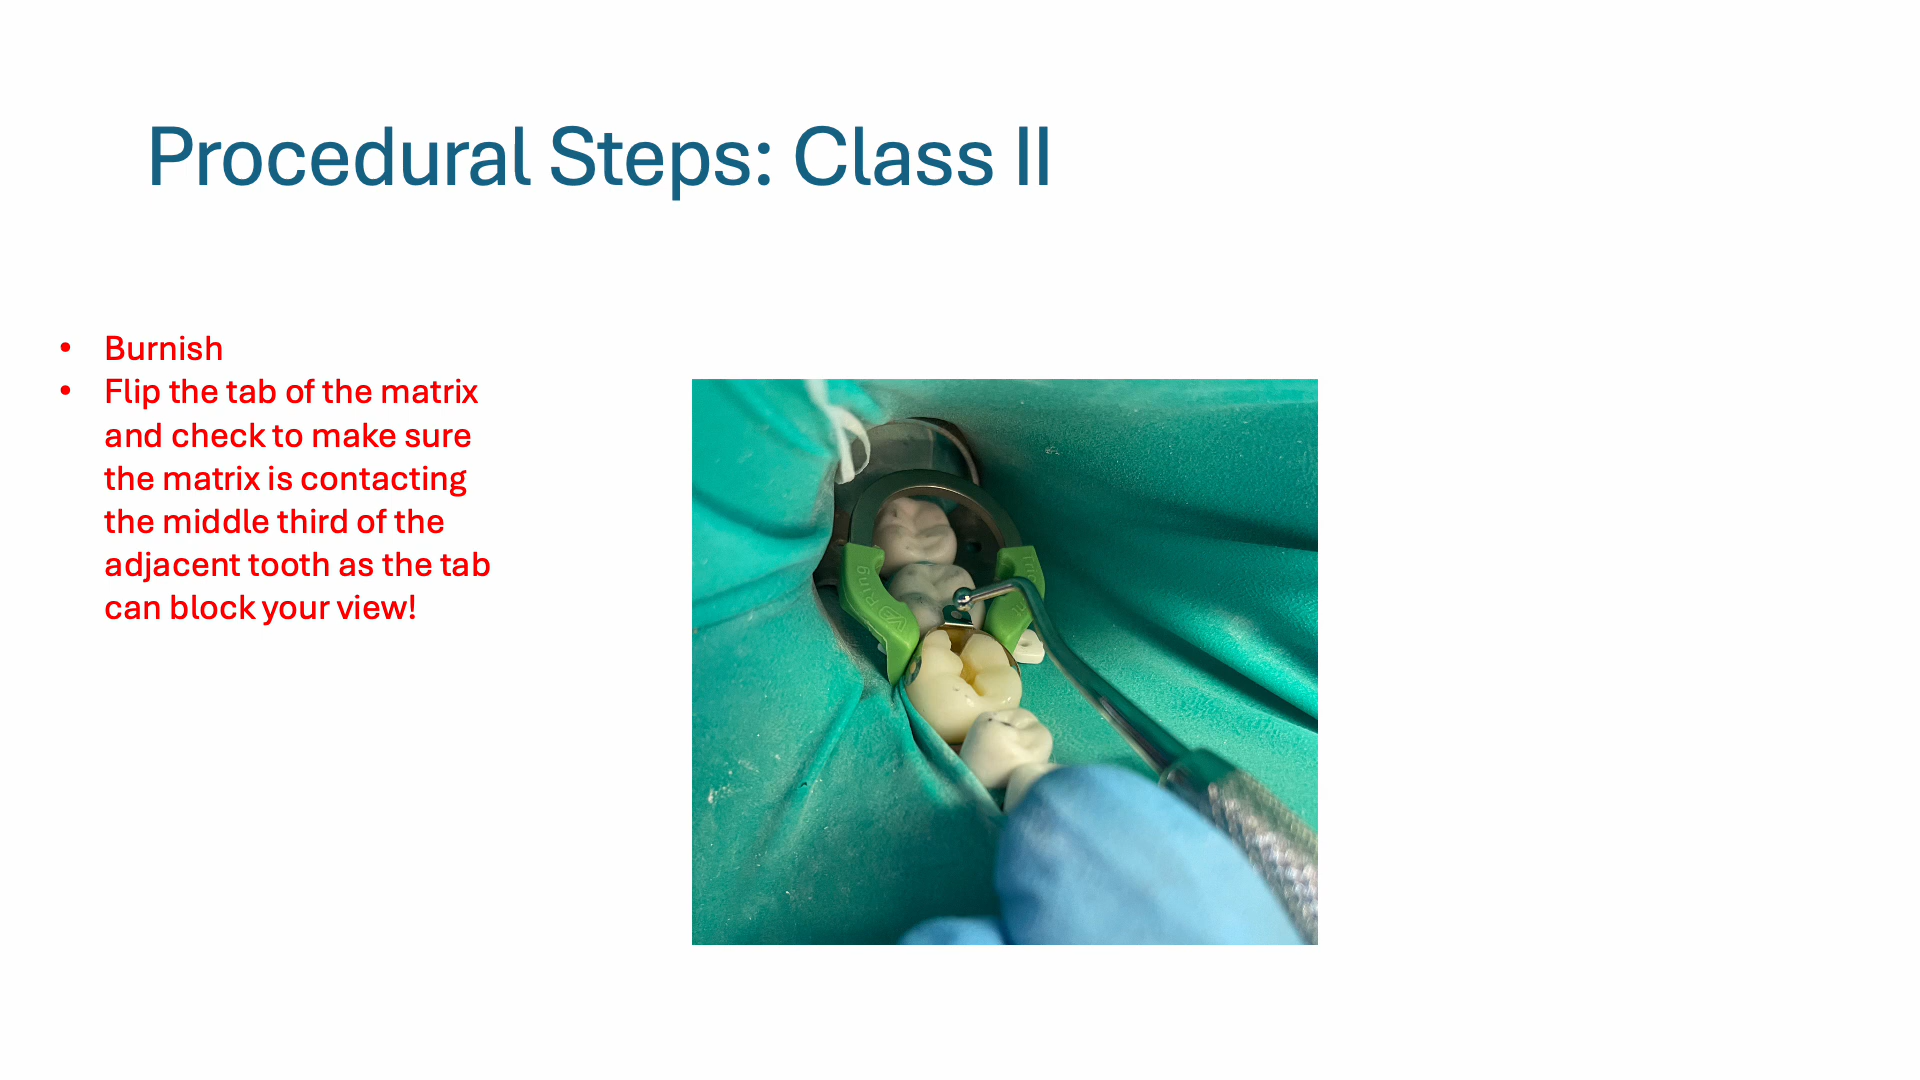 Procedural Steps: Class II
• Burnish
• Flip the tab of the matrix
and check to make sure
the matrix is contacting
the middle third of the
adjacent tooth as the tab
can block your view!
V3RING